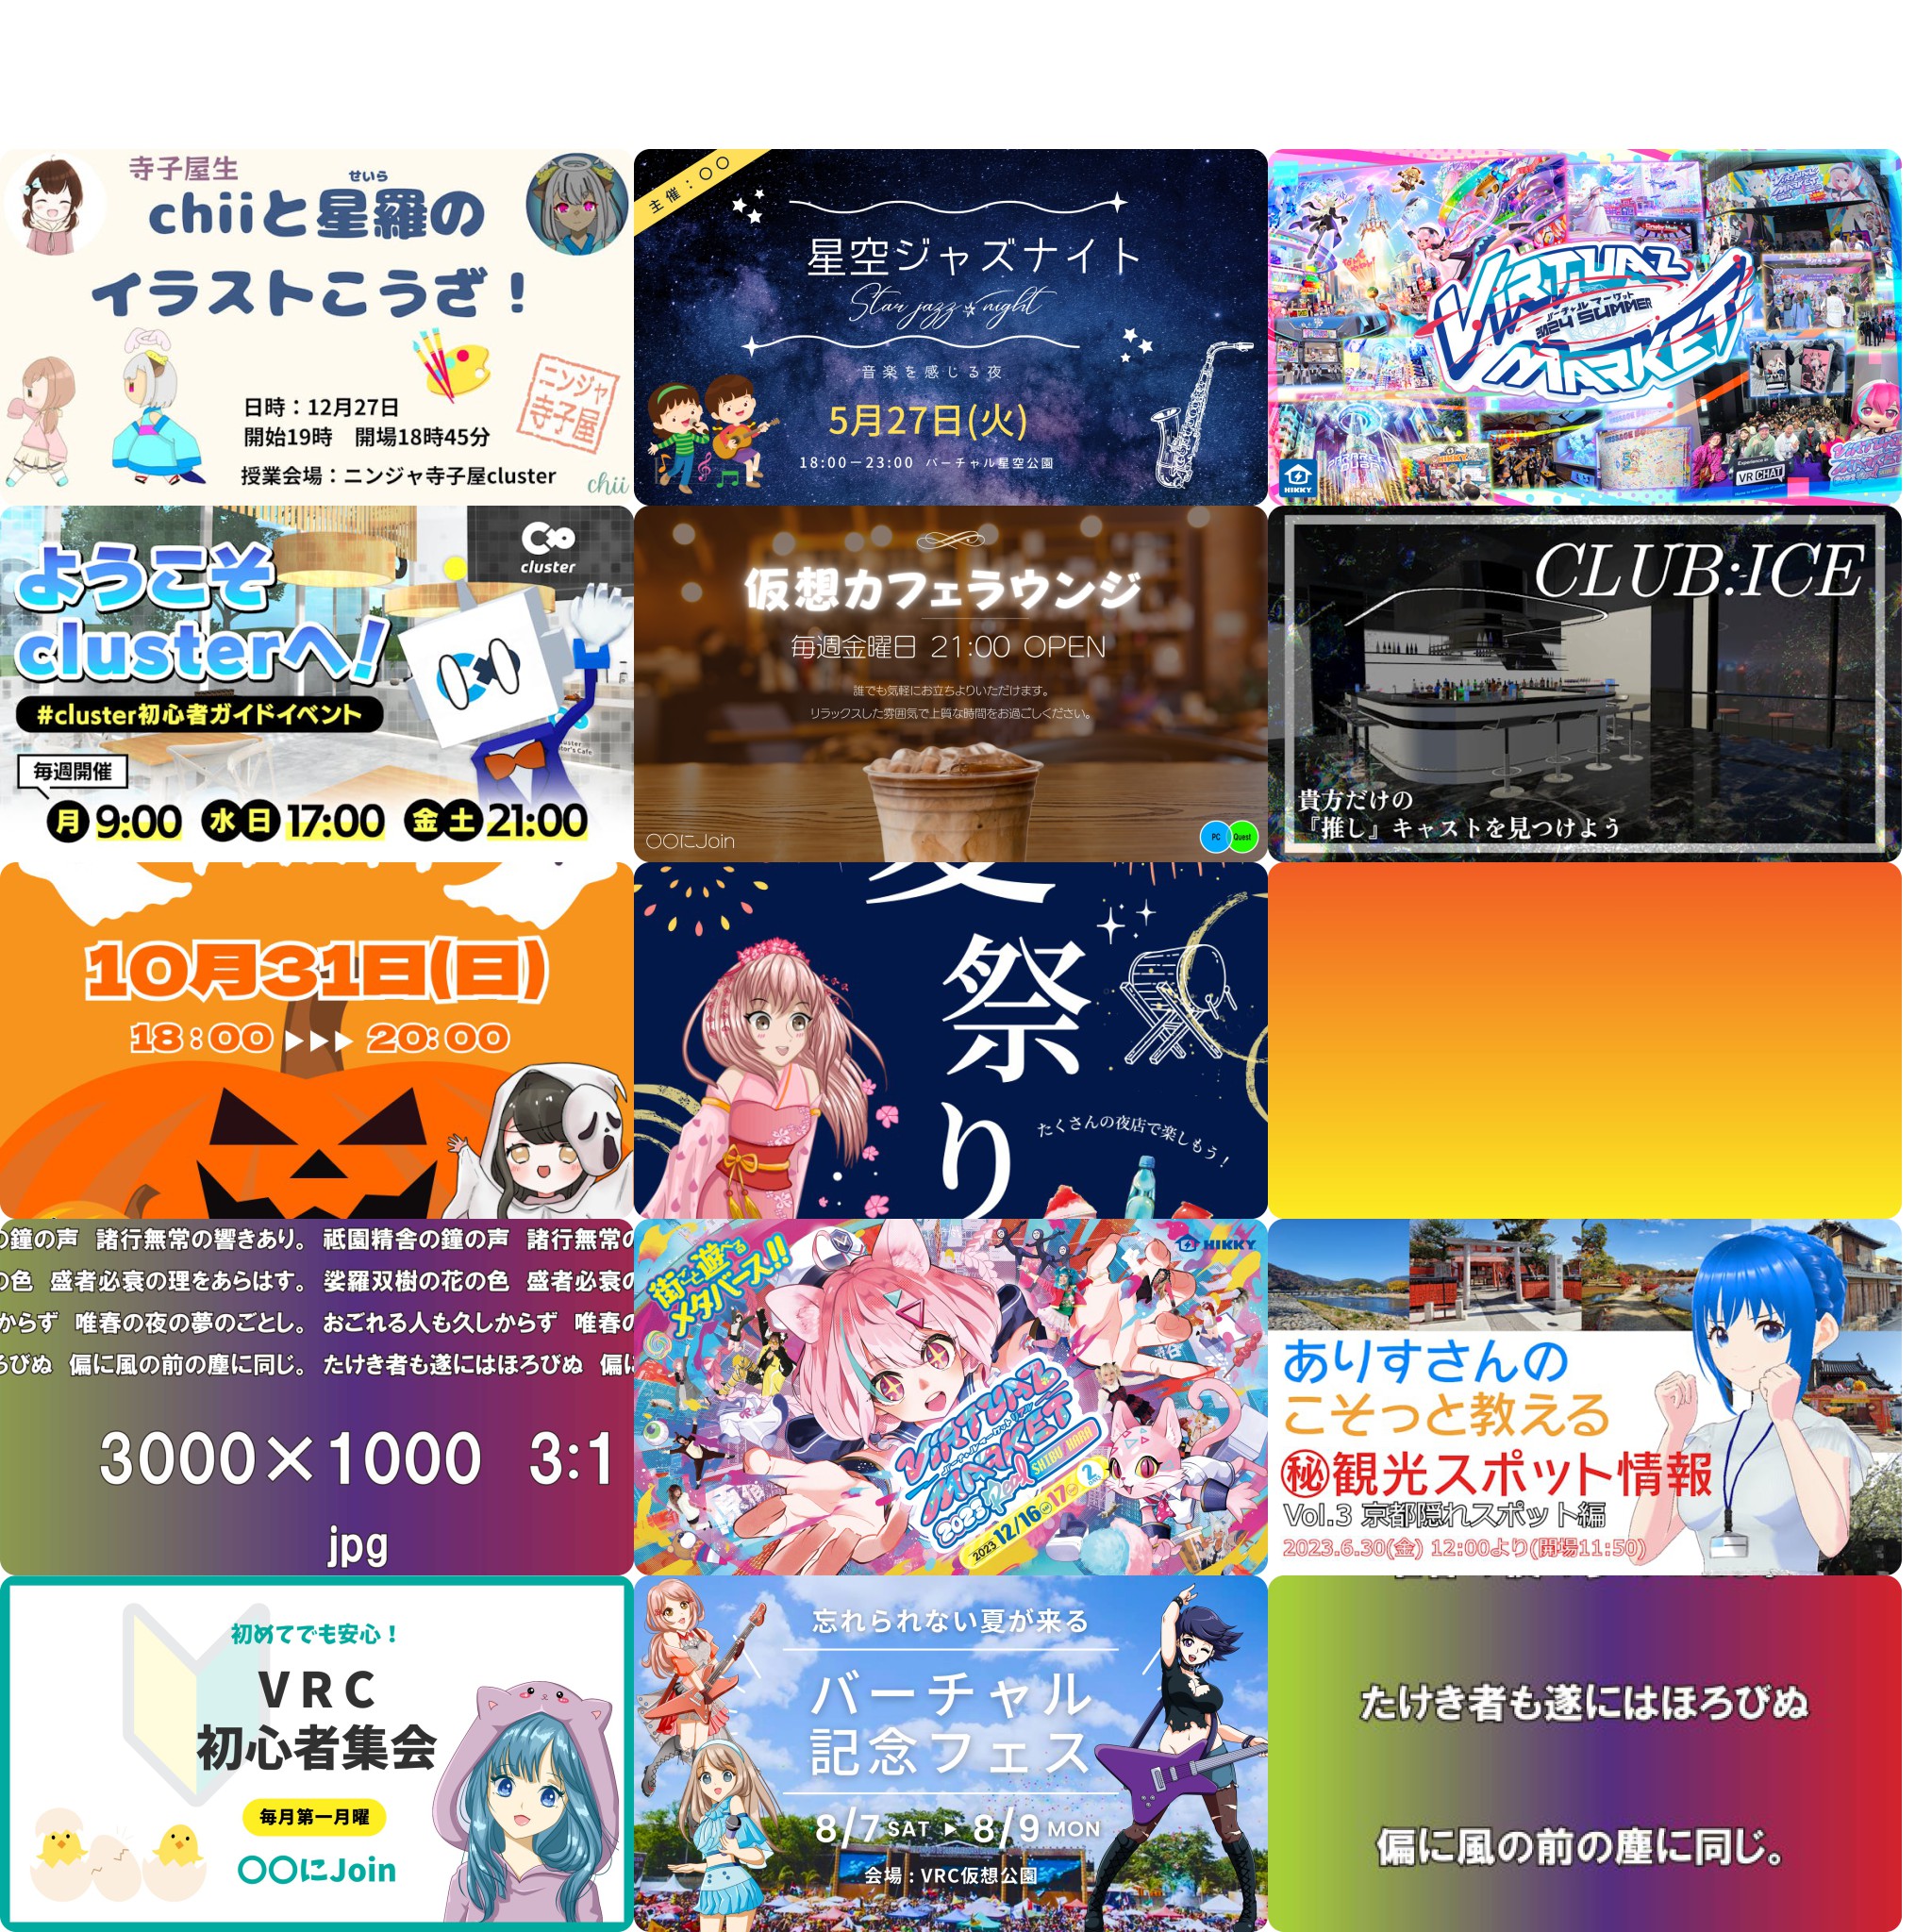 寺子屋生
せいら
chiiと星羅の
イラストこうざ！
日時：12月27日
開始19時　開場18時45分
授業会場：ニンジャ寺子屋cluster
ニンジャ
寺子屋
chii
主催：〇〇
星空ジャズナイト
Star jazz night
音楽を感じる夜
5月27日(火)
18:00－23:00 バーチャル星空公園
VIRTUAL
バーチャルマーケット
2024 SUMMER
MARKET
HIKKY
VRCHAT
ようこそ
clusterへ!
cluster
#cluster初心者ガイドイベント
毎週開催
月 9:00 水日 17:00 金土 21:00
仮想カフェラウンジ
毎週金曜日 21:00 OPEN
誰でも気軽にお立ちよりいただけます。
リラックスした雰囲気で上質な時間をお過ごしください。
〇〇にJoin
PC Quest
CLUB:ICE
貴方だけの
『推し』キャストを見つけよう
10月31日(日)
18:00 ▶▶▶ 20:00
夏祭り
たくさんの夜店で楽しもう!
の鐘の声 諸行無常の響きあり。 祇園精舎の鐘の声 諸行無常の
の色 盛者必衰の理をあらはす。 娑羅双樹の花の色 盛者必衰の
からず 唯春の夜の夢のごとし。 おごれる人も久しからず 唯春の
ろびぬ 偏に風の前の塵に同じ。 たけき者も遂にはほろびぬ 偏に
3000×1000 3:1
jpg
街ごと遊べる
メタバース!!
HIKKY
VIRTUAL
バーチャルマーケットリアル
MARKET
2023 Real SHIBUHARA
2023 12/16 17 2
ありすさんの
こそっと教える
㊙観光スポット情報
Vol.3 京都隠れスポット編
2023.6.30(金) 12:00より(開場11:50)
初めてでも安心！
VRC
初心者集会
毎月第一月曜
〇〇にJoin
忘れられない夏が来る
バーチャル
記念フェス
8/7 SAT ▶ 8/9 MON
会場：VRC仮想公園
たけき者も遂にはほろびぬ
偏に風の前の塵に同じ。